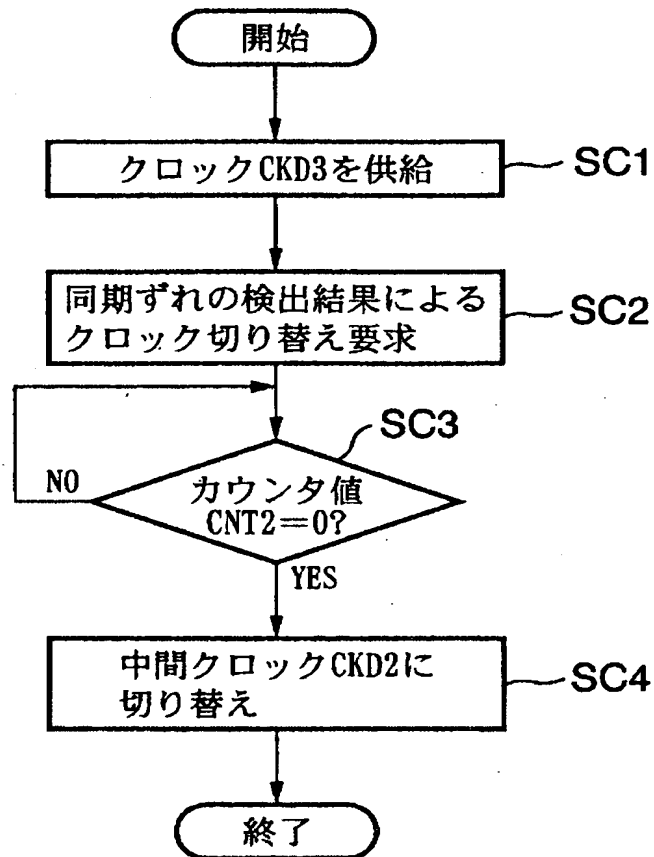 開始
クロックCKD3を供給
SC1
同期ずれの検出結果による
クロック切り替え要求
SC2
SC3
NO
カウンタ値
CNT2=0?
YES
中間クロックCKD2に
切り替え
SC4
終了